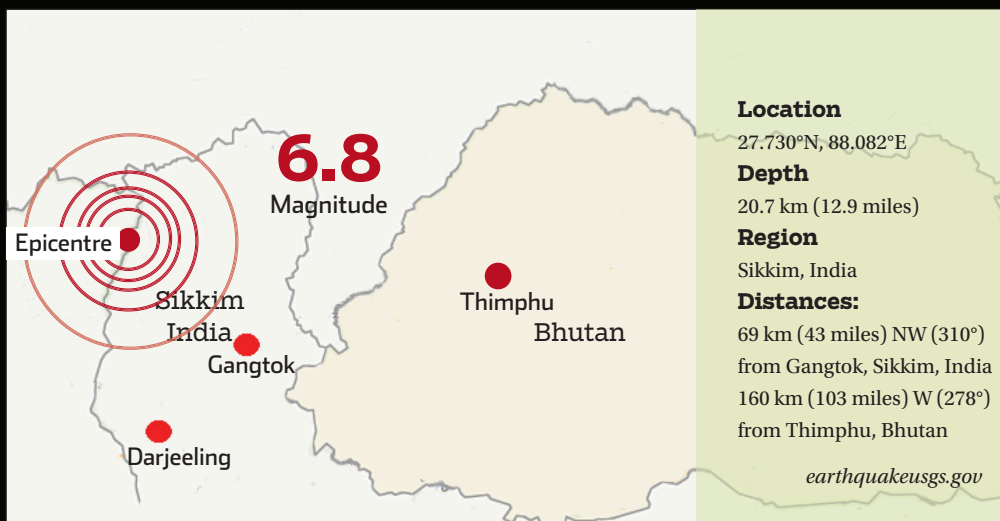 6.8
Magnitude
Epicentre
Sikkim
India
Gangtok
Darjeeling
Thimphu
Bhutan
Location
27.730°N, 88.082°E
Depth
20.7 km (12.9 miles)
Region
Sikkim, India
Distances:
69 km (43 miles) NW (310°)
from Gangtok, Sikkim, India
160 km (103 miles) W (278°)
from Thimphu, Bhutan
earthquakeusgs.gov